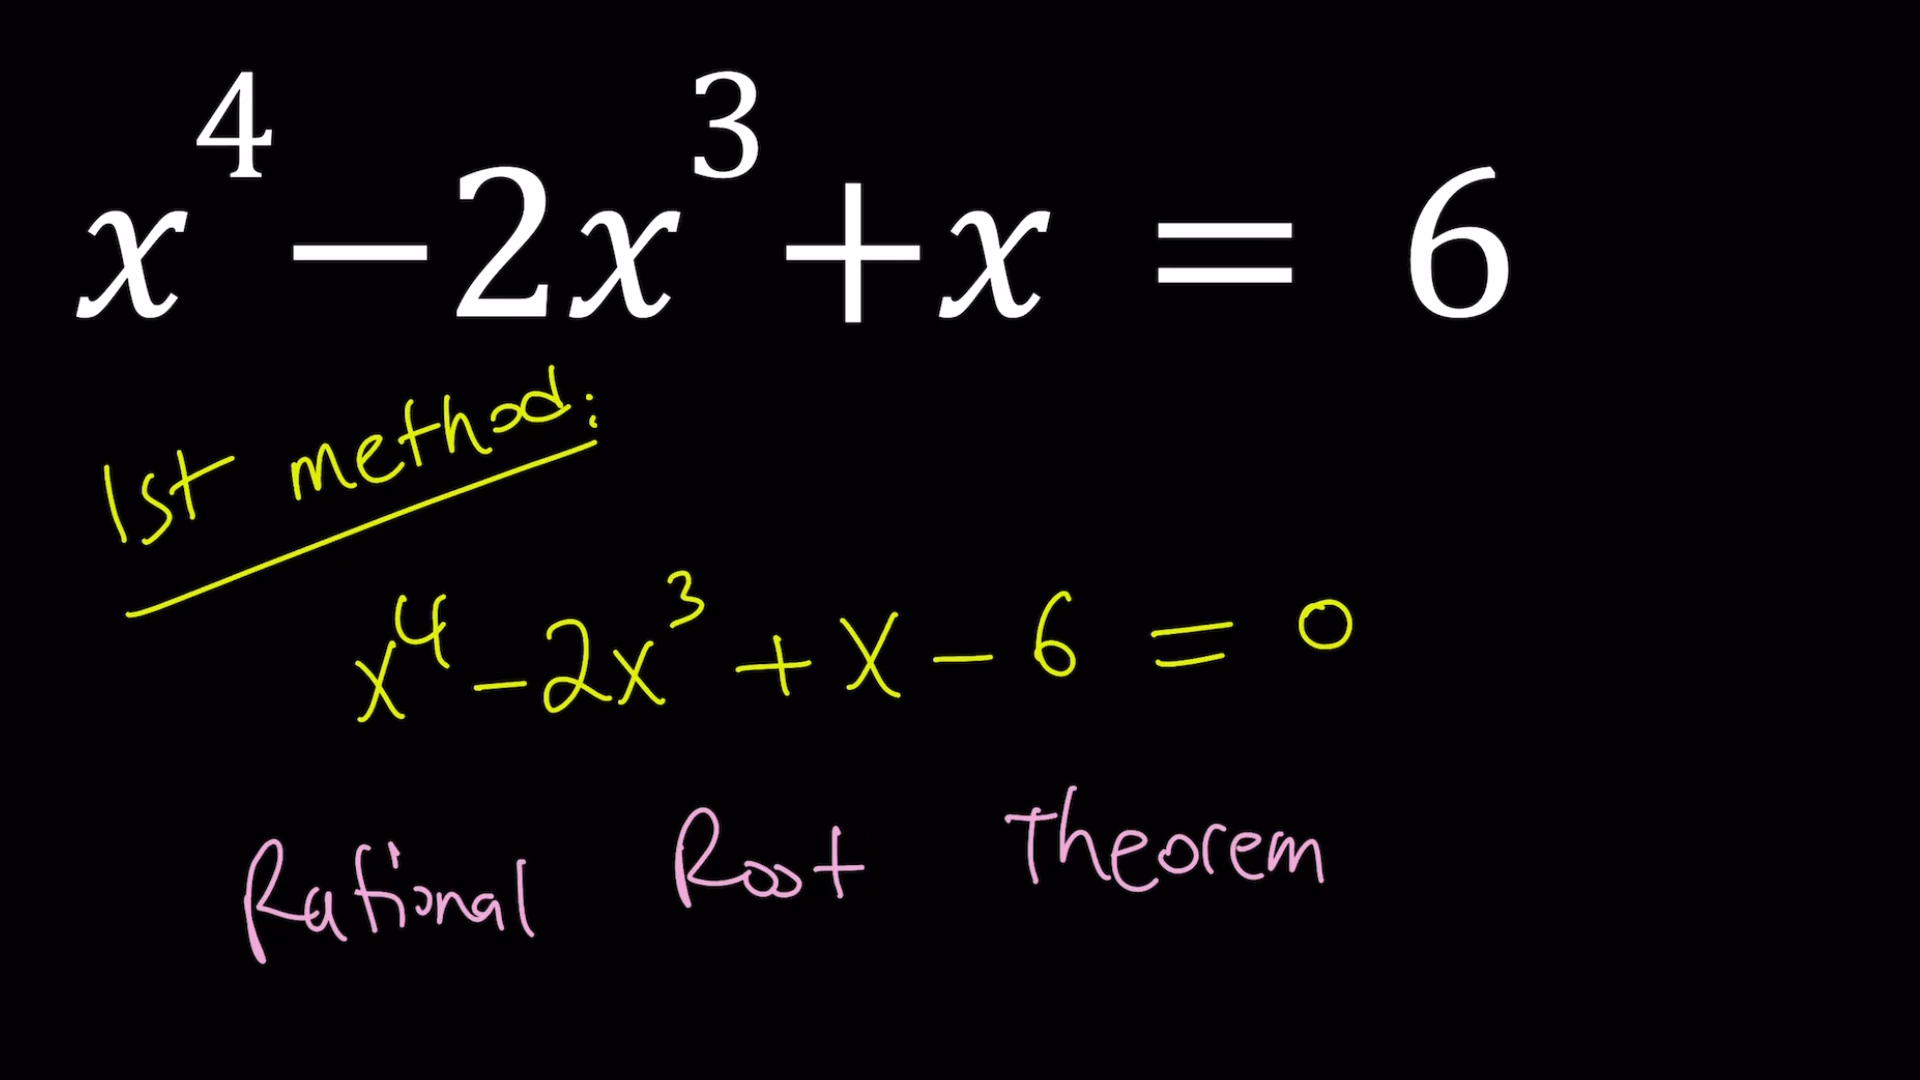 x⁴ − 2x³ + x = 6
1st method:
x⁴ − 2x³ + x − 6 = 0
Rational Root Theorem